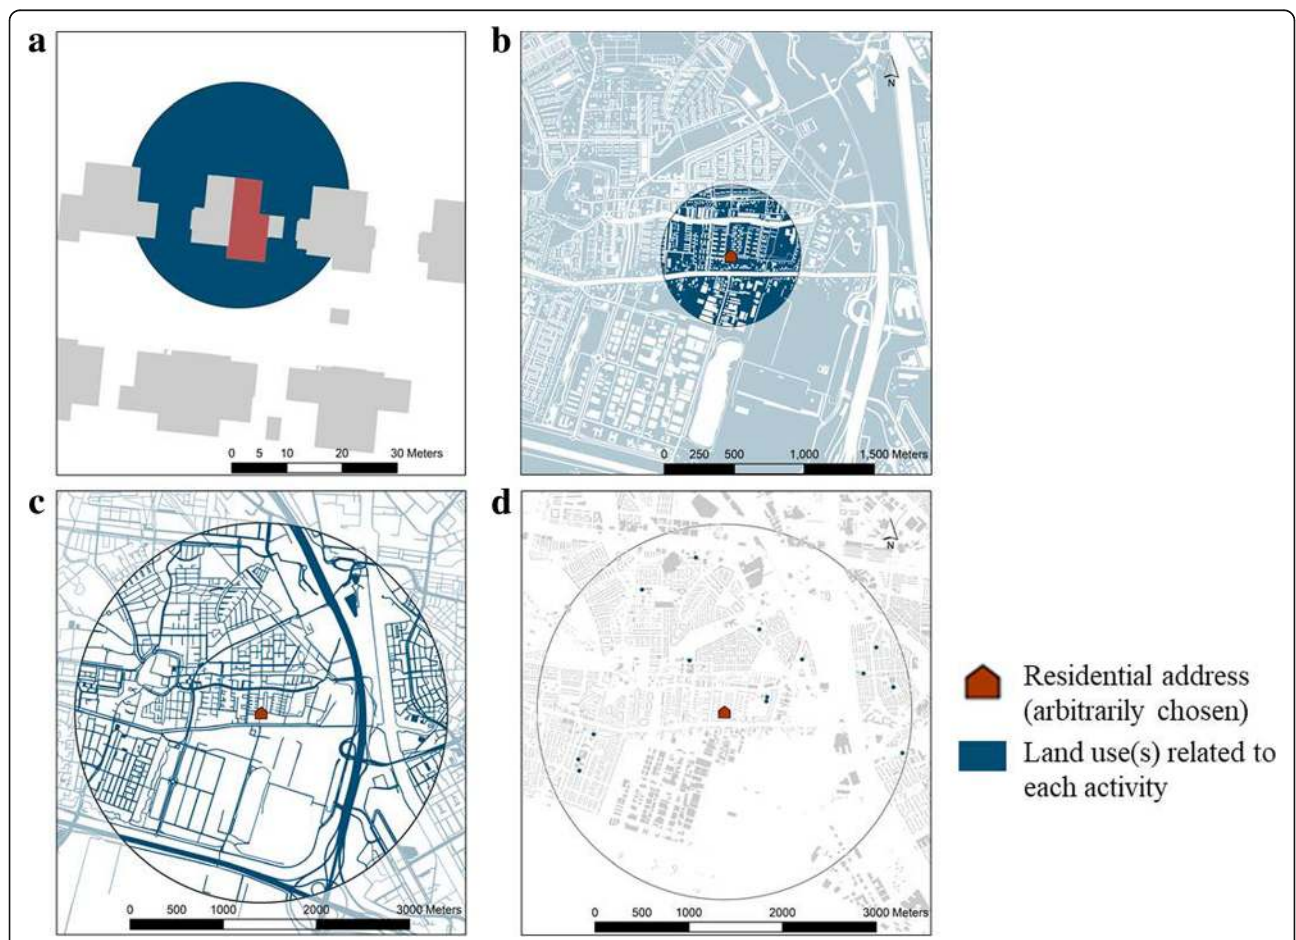 a
b
N
0 5 10 20 30 Meters
0 250 500 1,000 1,500 Meters
c
d
N
Residential address
(arbitrarily chosen)
Land use(s) related to
each activity
0 500 1000 2000 3000 Meters
0 500 1000 2000 3000 Meters